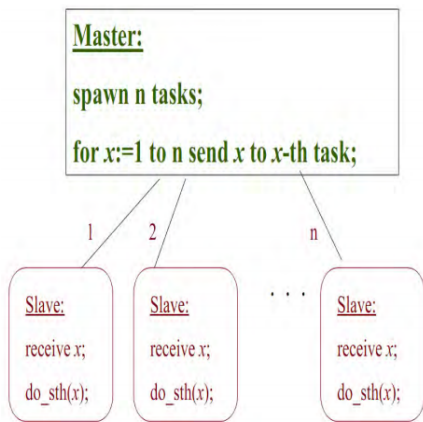 Master:
spawn n tasks;
for x:=1 to n send x to x-th task;
1 2 n
Slave:
receive x;
do_sth(x);
Slave:
receive x;
do_sth(x);
. . .
Slave:
receive x;
do_sth(x);